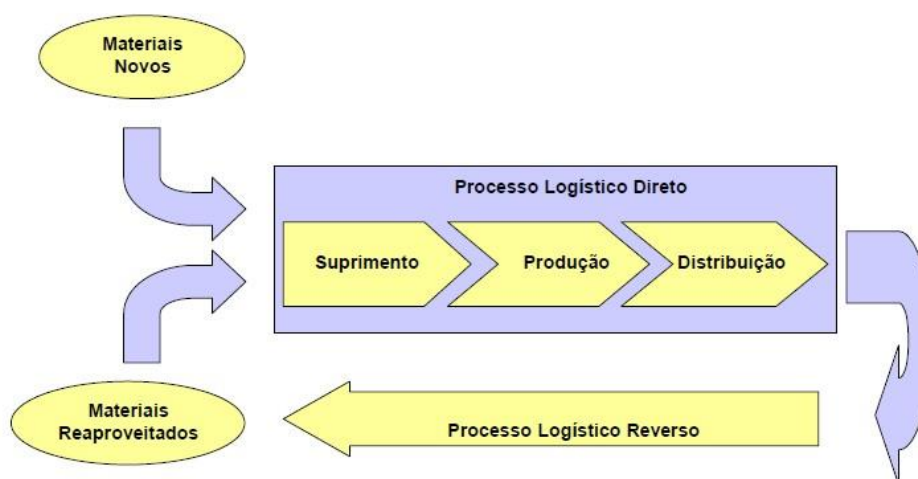 Materiais
Novos
Processo Logístico Direto
Suprimento
Produção
Distribuição
Materiais
Reaproveitados
Processo Logístico Reverso